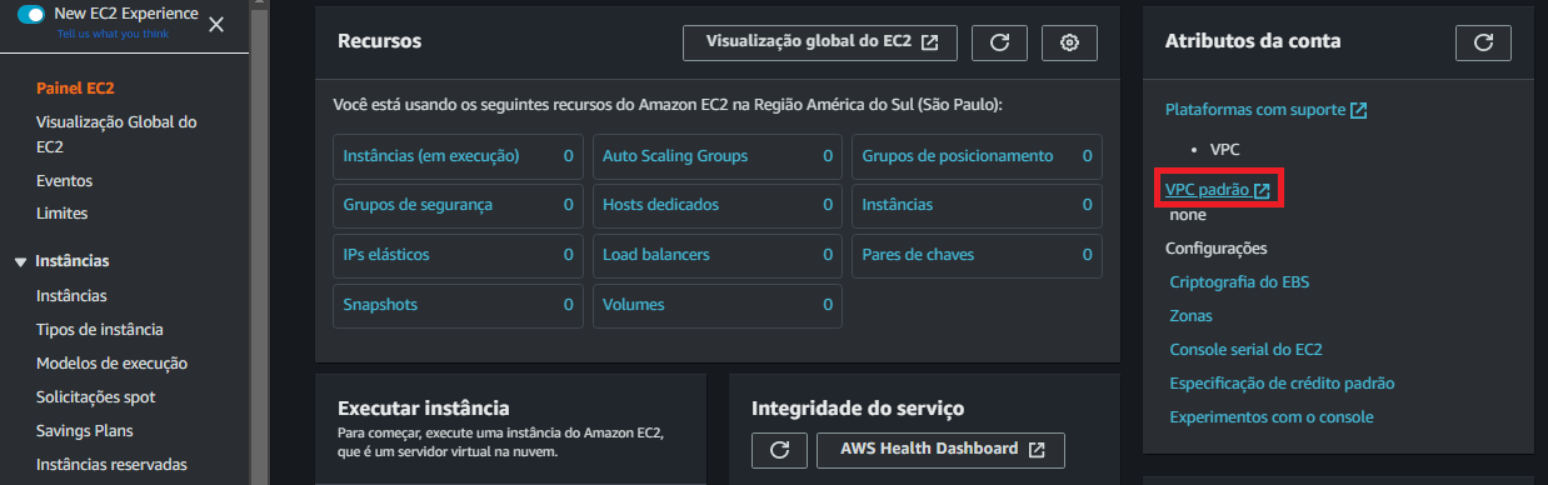 New EC2 Experience
Tell us what you think
Painel EC2
Visualização Global do
EC2
Eventos
Limites
Instâncias
Instâncias
Tipos de instância
Modelos de execução
Solicitações spot
Savings Plans
Instâncias reservadas
Recursos
Visualização global do EC2
Você está usando os seguintes recursos do Amazon EC2 na Região América do Sul (São Paulo):
Instâncias (em execução) 0 Auto Scaling Groups 0 Grupos de posicionamento 0
Grupos de segurança 0 Hosts dedicados 0 Instâncias 0
IPs elásticos 0 Load balancers 0 Pares de chaves 0
Snapshots 0 Volumes 0
Executar instância
Para começar, execute uma instância do Amazon EC2,
que é um servidor virtual na nuvem.
Integridade do serviço
AWS Health Dashboard
Atributos da conta
Plataformas com suporte
• VPC
VPC padrão
none
Configurações
Criptografia do EBS
Zonas
Console serial do EC2
Especificação de crédito padrão
Experimentos com o console